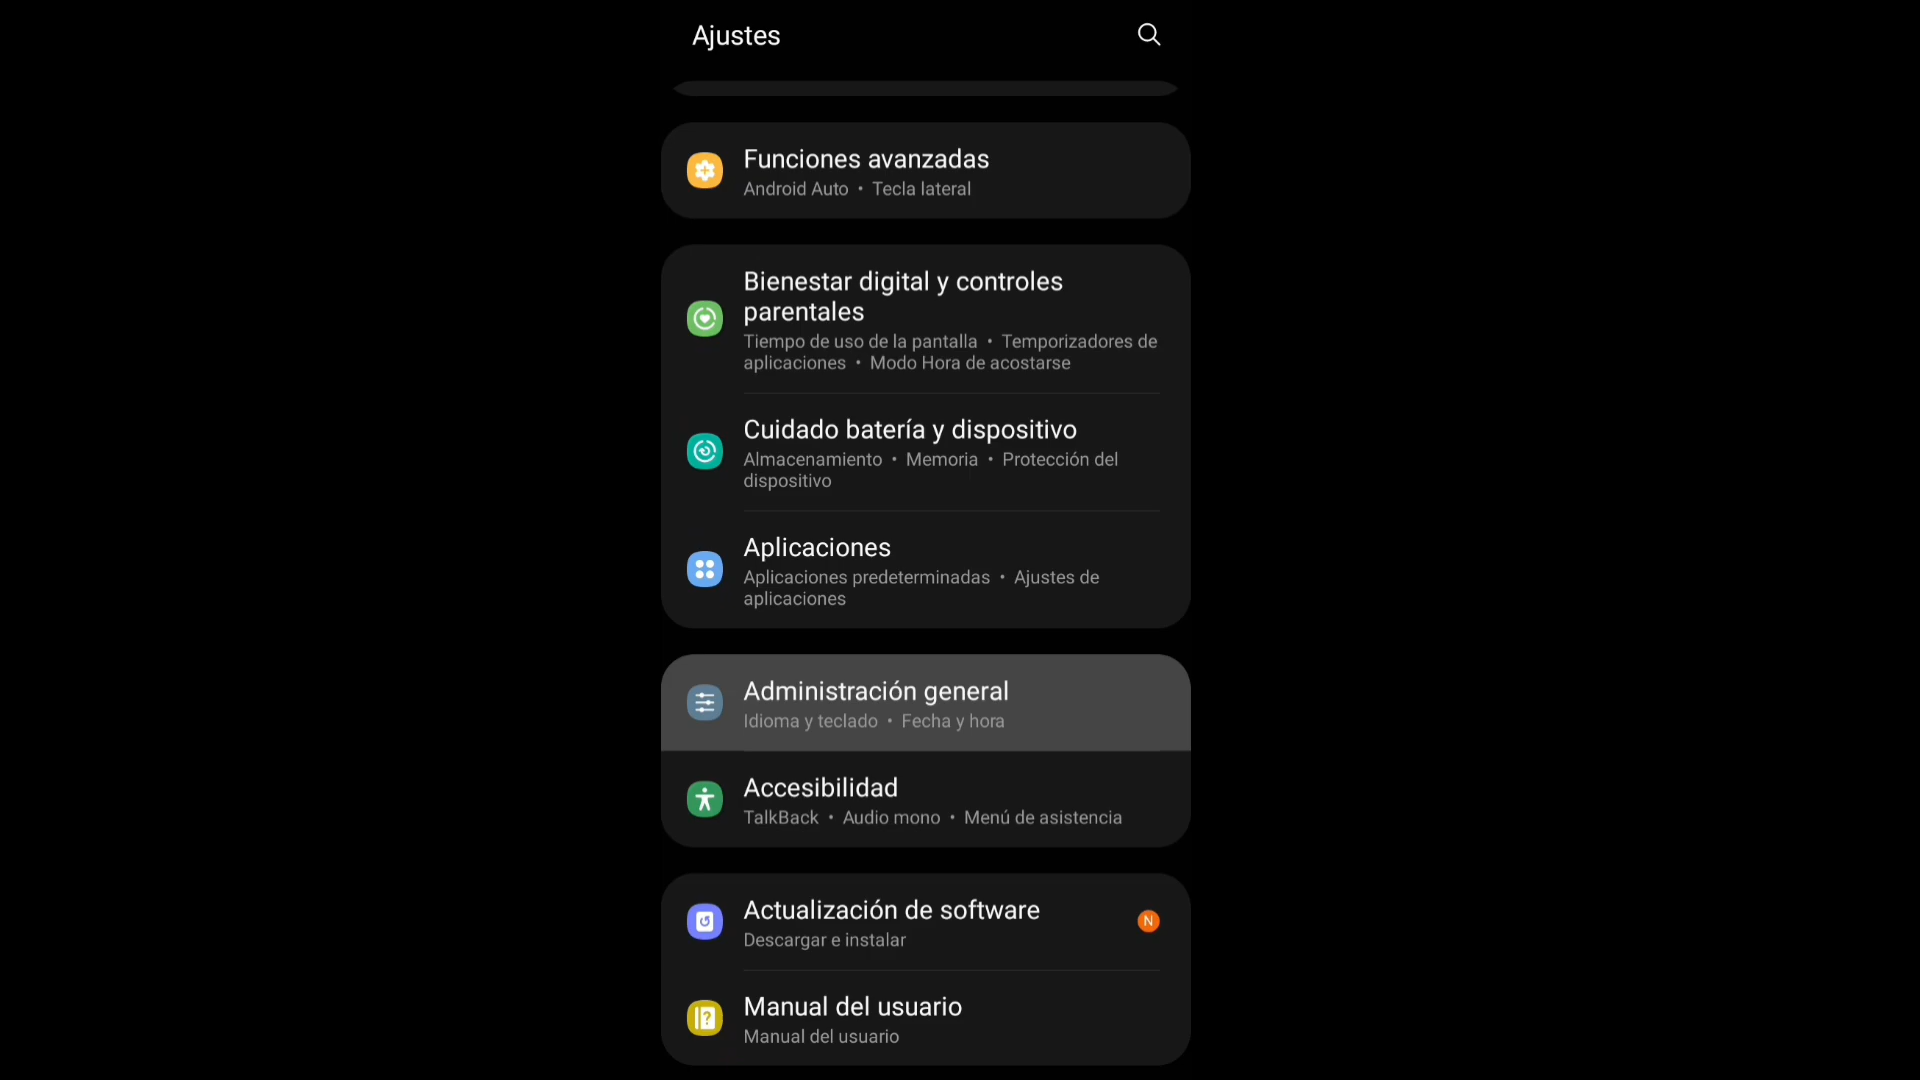 Ajustes
Funciones avanzadas
Android Auto • Tecla lateral
Bienestar digital y controles
parentales
Tiempo de uso de la pantalla • Temporizadores de
aplicaciones • Modo Hora de acostarse
Cuidado batería y dispositivo
Almacenamiento • Memoria • Protección del
dispositivo
Aplicaciones
Aplicaciones predeterminadas • Ajustes de
aplicaciones
Administración general
Idioma y teclado • Fecha y hora
Accesibilidad
TalkBack • Audio mono • Menú de asistencia
Actualización de software
N
Descargar e instalar
Manual del usuario
Manual del usuario